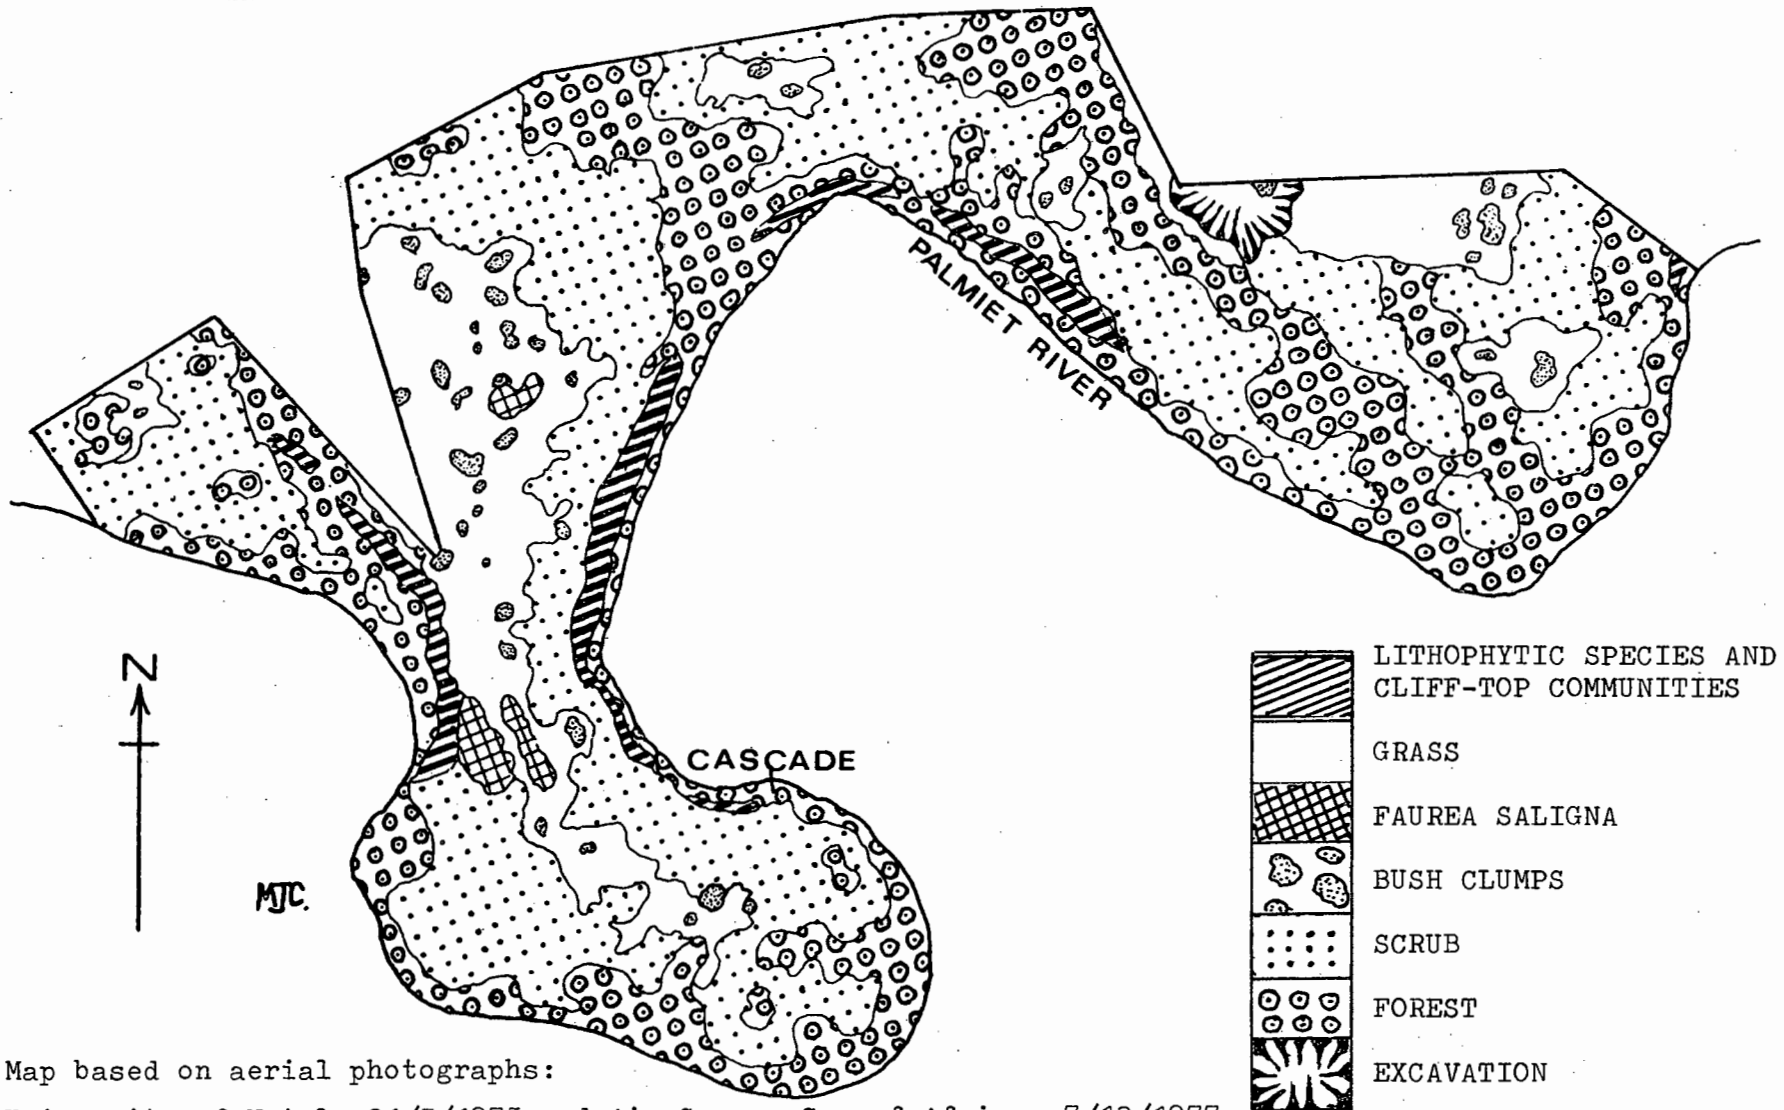 PALMIET RIVER
LITHOPHYTIC SPECIES AND
CLIFF-TOP COMMUNITIES
N
GRASS
CASCADE
FAUREA SALIGNA
BUSH CLUMPS
MJC.
SCRUB
FOREST
Map based on aerial photographs:
EXCAVATION